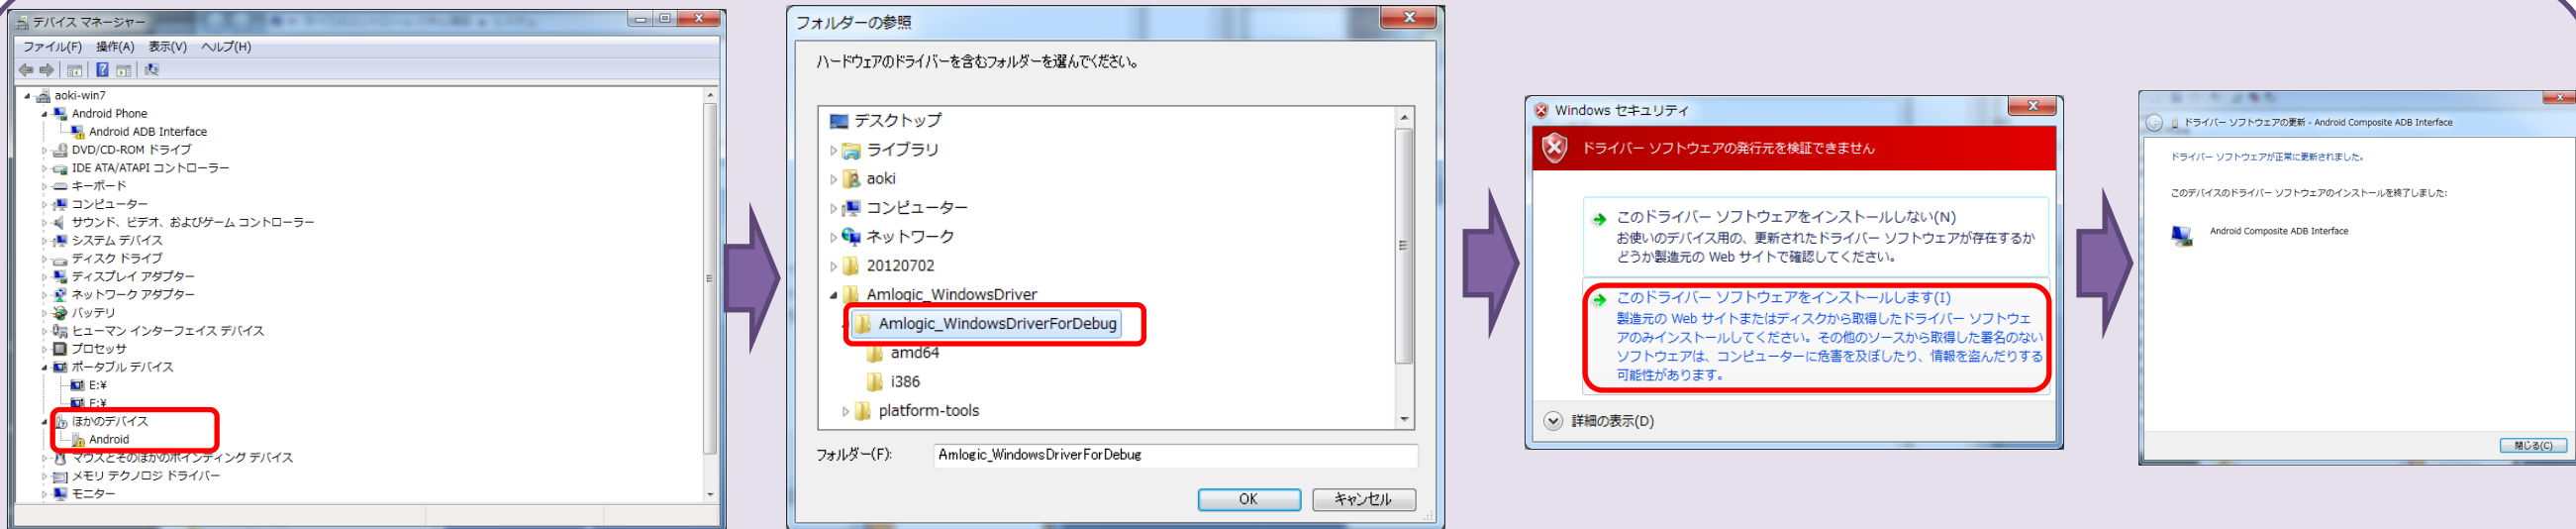 デバイス マネージャー
ファイル(F) 操作(A) 表示(V) ヘルプ(H)
aoki-win7
Android Phone
Android ADB Interface
DVD/CD-ROM ドライブ
IDE ATA/ATAPI コントローラー
キーボード
コンピューター
サウンド、ビデオ、およびゲーム コントローラー
システム デバイス
ディスク ドライブ
ディスプレイ アダプター
ネットワーク アダプター
バッテリ
ヒューマン インターフェイス デバイス
プロセッサ
ポータブル デバイス
E:¥
F:¥
ほかのデバイス
Android
マウスとそのほかのポインティング デバイス
メモリ テクノロジ ドライバー
モニター
フォルダーの参照
ハードウェアのドライバーを含むフォルダーを選んでください。
デスクトップ
ライブラリ
aoki
コンピューター
ネットワーク
20120702
Amlogic_WindowsDriver
Amlogic_WindowsDriverForDebug
amd64
i386
platform-tools
フォルダー(F): Amlogic_WindowsDriverForDebug
OK キャンセル
Windows セキュリティ
ドライバー ソフトウェアの発行元を検証できません
このドライバー ソフトウェアをインストールしない(N)
お使いのデバイス用の、更新されたドライバー ソフトウェアが存在するか
どうか製造元の Web サイトで確認してください。
このドライバー ソフトウェアをインストールします(I)
製造元の Web サイトまたはディスクから取得したドライバー ソフトウェ
アのみインストールしてください。その他のソースから取得した署名のない
ソフトウェアは、コンピューターに危害を及ぼしたり、情報を盗んだりする
可能性があります。
詳細の表示(D)
ドライバー ソフトウェアの更新 - Android Composite ADB Interface
ドライバー ソフトウェアが正常に更新されました。
このデバイスのドライバー ソフトウェアのインストールを終了しました:
Android Composite ADB Interface
閉じる(C)